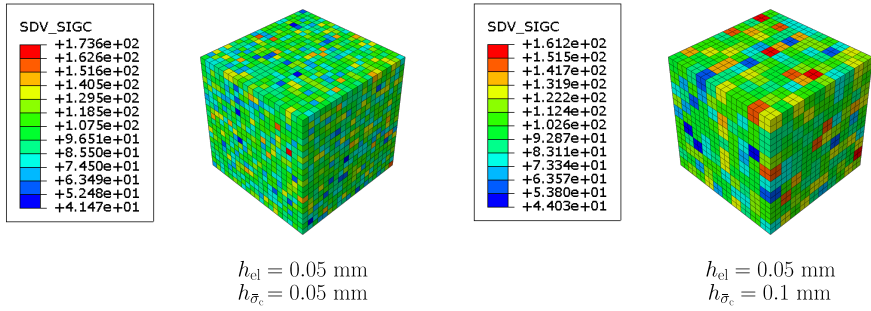 SDV_SIGC
+1.736e+02
+1.626e+02
+1.516e+02
+1.405e+02
+1.295e+02
+1.185e+02
+1.075e+02
+9.651e+01
+8.550e+01
+7.450e+01
+6.349e+01
+5.248e+01
+4.147e+01
h_el = 0.05 mm
h_σ̄_c = 0.05 mm
SDV_SIGC
+1.612e+02
+1.515e+02
+1.417e+02
+1.319e+02
+1.222e+02
+1.124e+02
+1.026e+02
+9.287e+01
+8.311e+01
+7.334e+01
+6.357e+01
+5.380e+01
+4.403e+01
h_el = 0.05 mm
h_σ̄_c = 0.1 mm